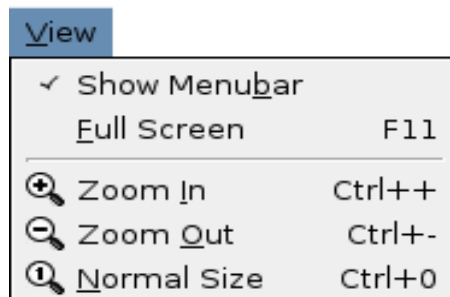 View
Show Menubar
Full Screen F11
Zoom In Ctrl++
Zoom Out Ctrl+-
Normal Size Ctrl+0